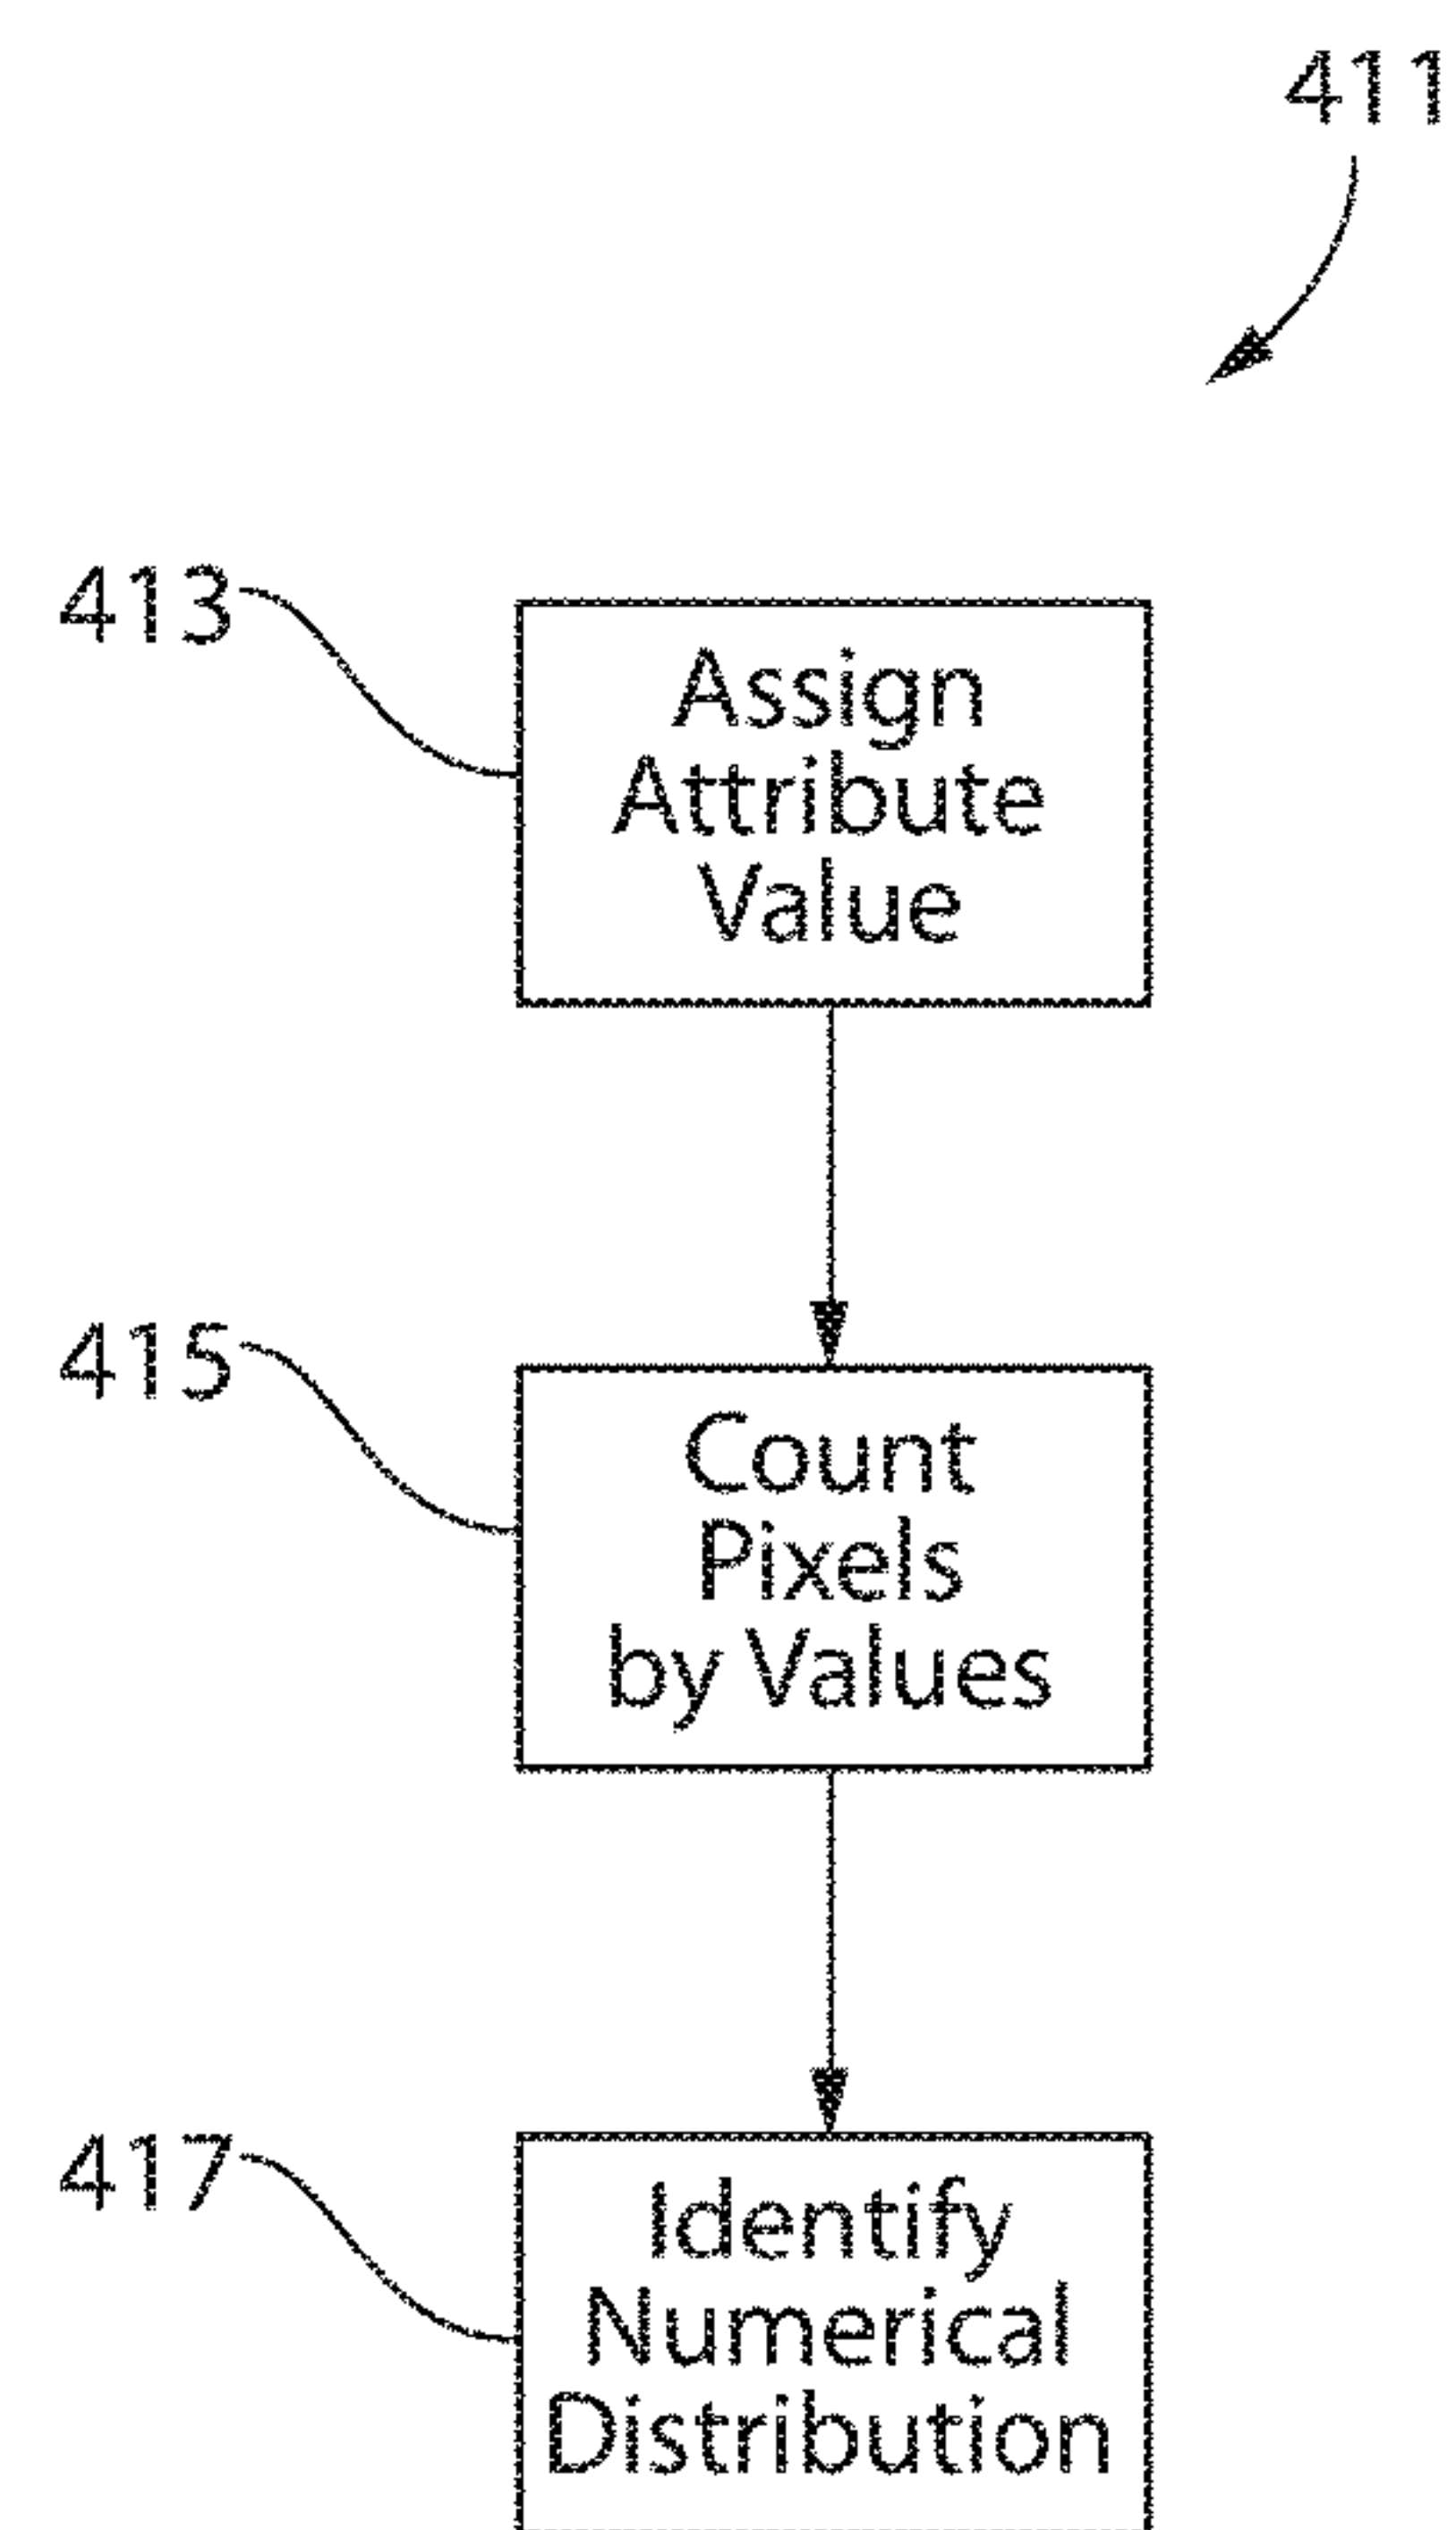 411
413
Assign
Attribute
Value
415
Count
Pixels
by Values
417
Identify
Numerical
Distribution